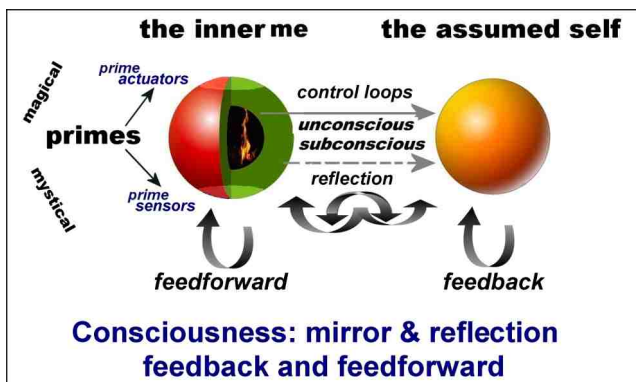 the inner me
the assumed self
magical
prime
actuators
primes
mystical
prime
sensors
control loops
unconscious
subconscious
reflection
feedforward
feedback
Consciousness: mirror & reflection
feedback and feedforward